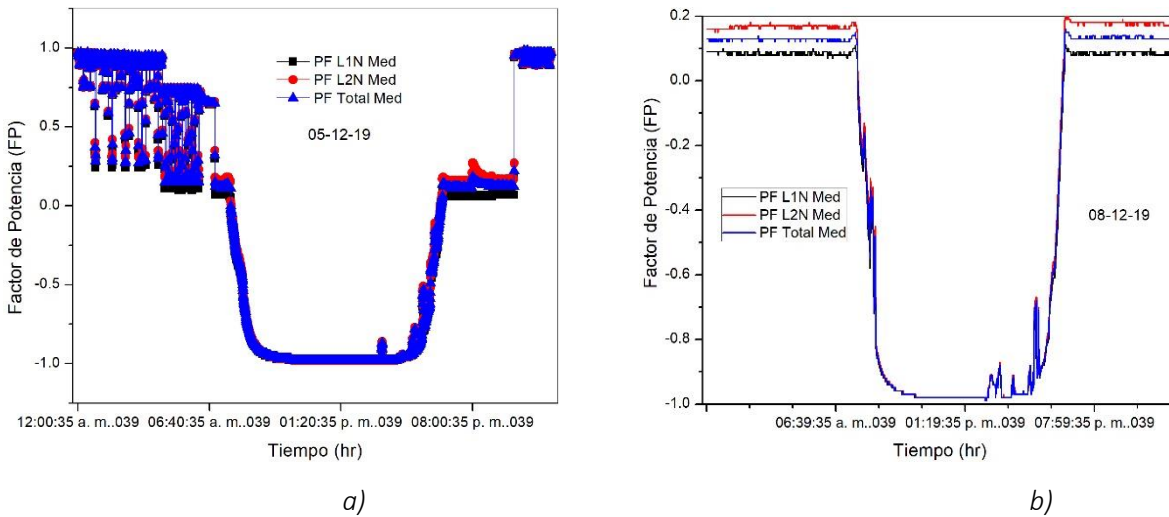 Factor de Potencia (FP)
1.0
0.5
0.0
-0.5
-1.0
PF L1N Med
PF L2N Med
PF Total Med
05-12-19
12:00:35 a. m..039
06:40:35 a. m..039
01:20:35 p. m..039
08:00:35 p. m..039
Tiempo (hr)
a)
Factor de Potencia (FP)
0.2
0.0
-0.2
-0.4
-0.6
-0.8
-1.0
PF L1N Med
PF L2N Med
PF Total Med
08-12-19
06:39:35 a. m..039
01:19:35 p. m..039
07:59:35 p. m..039
Tiempo (hr)
b)